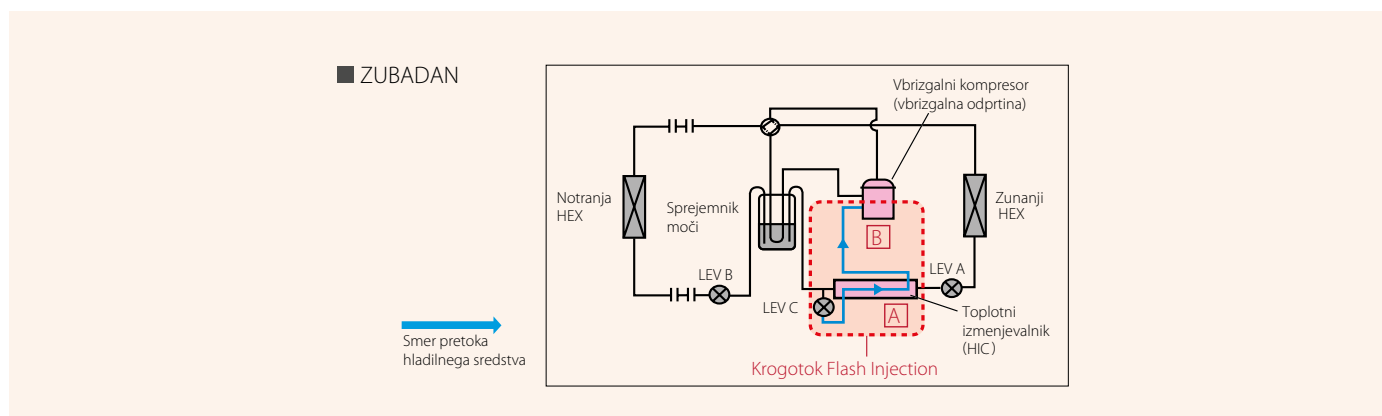 ZUBADAN
Vbrizgalni kompresor
(vbrizgalna odprtina)
Notranja
HEX
Sprejemnik
moči
Zunanji
HEX
B
LEV B
LEV A
LEV C
A
Toplotni
izmenjevalnik
(HIC)
Smer pretoka
hladilnega sredstva
Krogotok Flash Injection